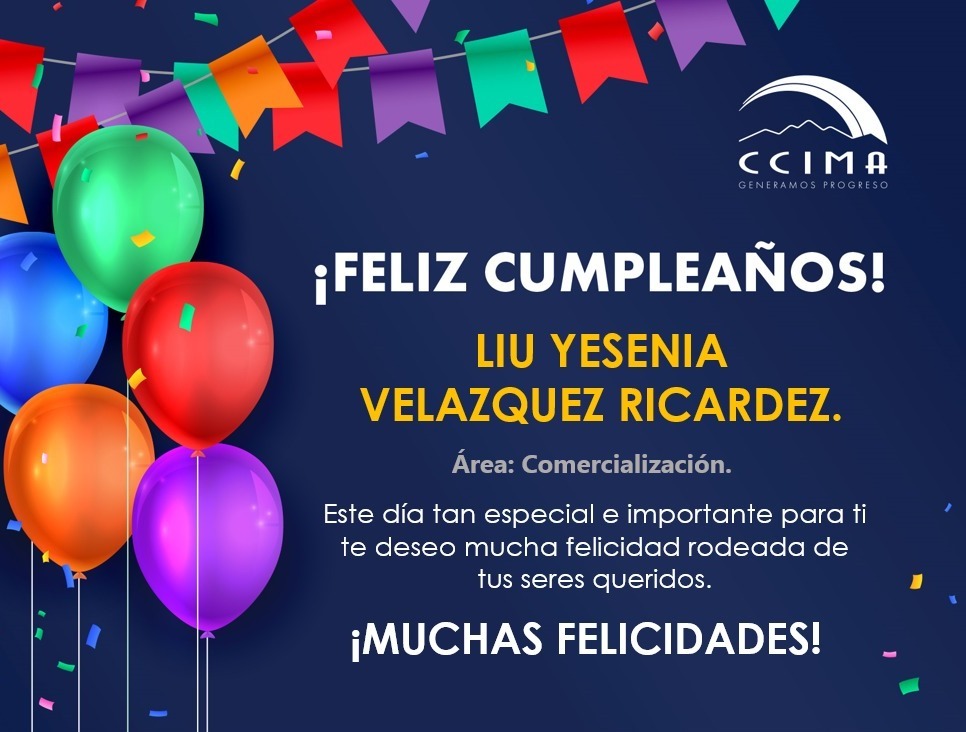 CCIMA
GENERAMOS PROGRESO
¡FELIZ CUMPLEAÑOS!
LIU YESENIA
VELAZQUEZ RICARDEZ.
Área: Comercialización.
Este día tan especial e importante para ti
te deseo mucha felicidad rodeada de
tus seres queridos.
¡MUCHAS FELICIDADES!